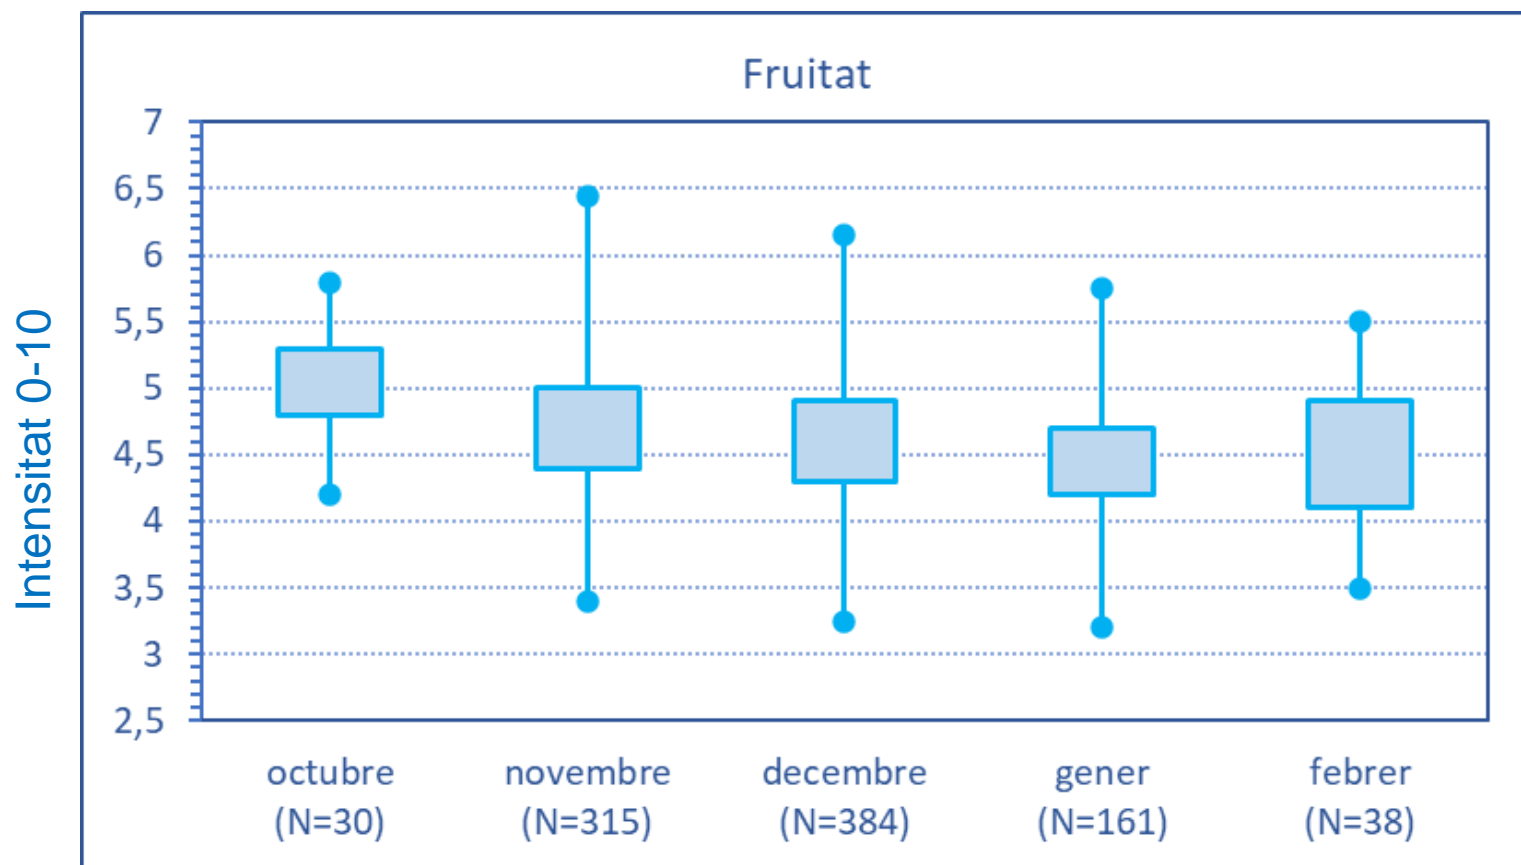 Fruitat
Intensitat 0-10
7
6,5
6
5,5
5
4,5
4
3,5
3
2,5
octubre novembre decembre gener febrer
(N=30) (N=315) (N=384) (N=161) (N=38)